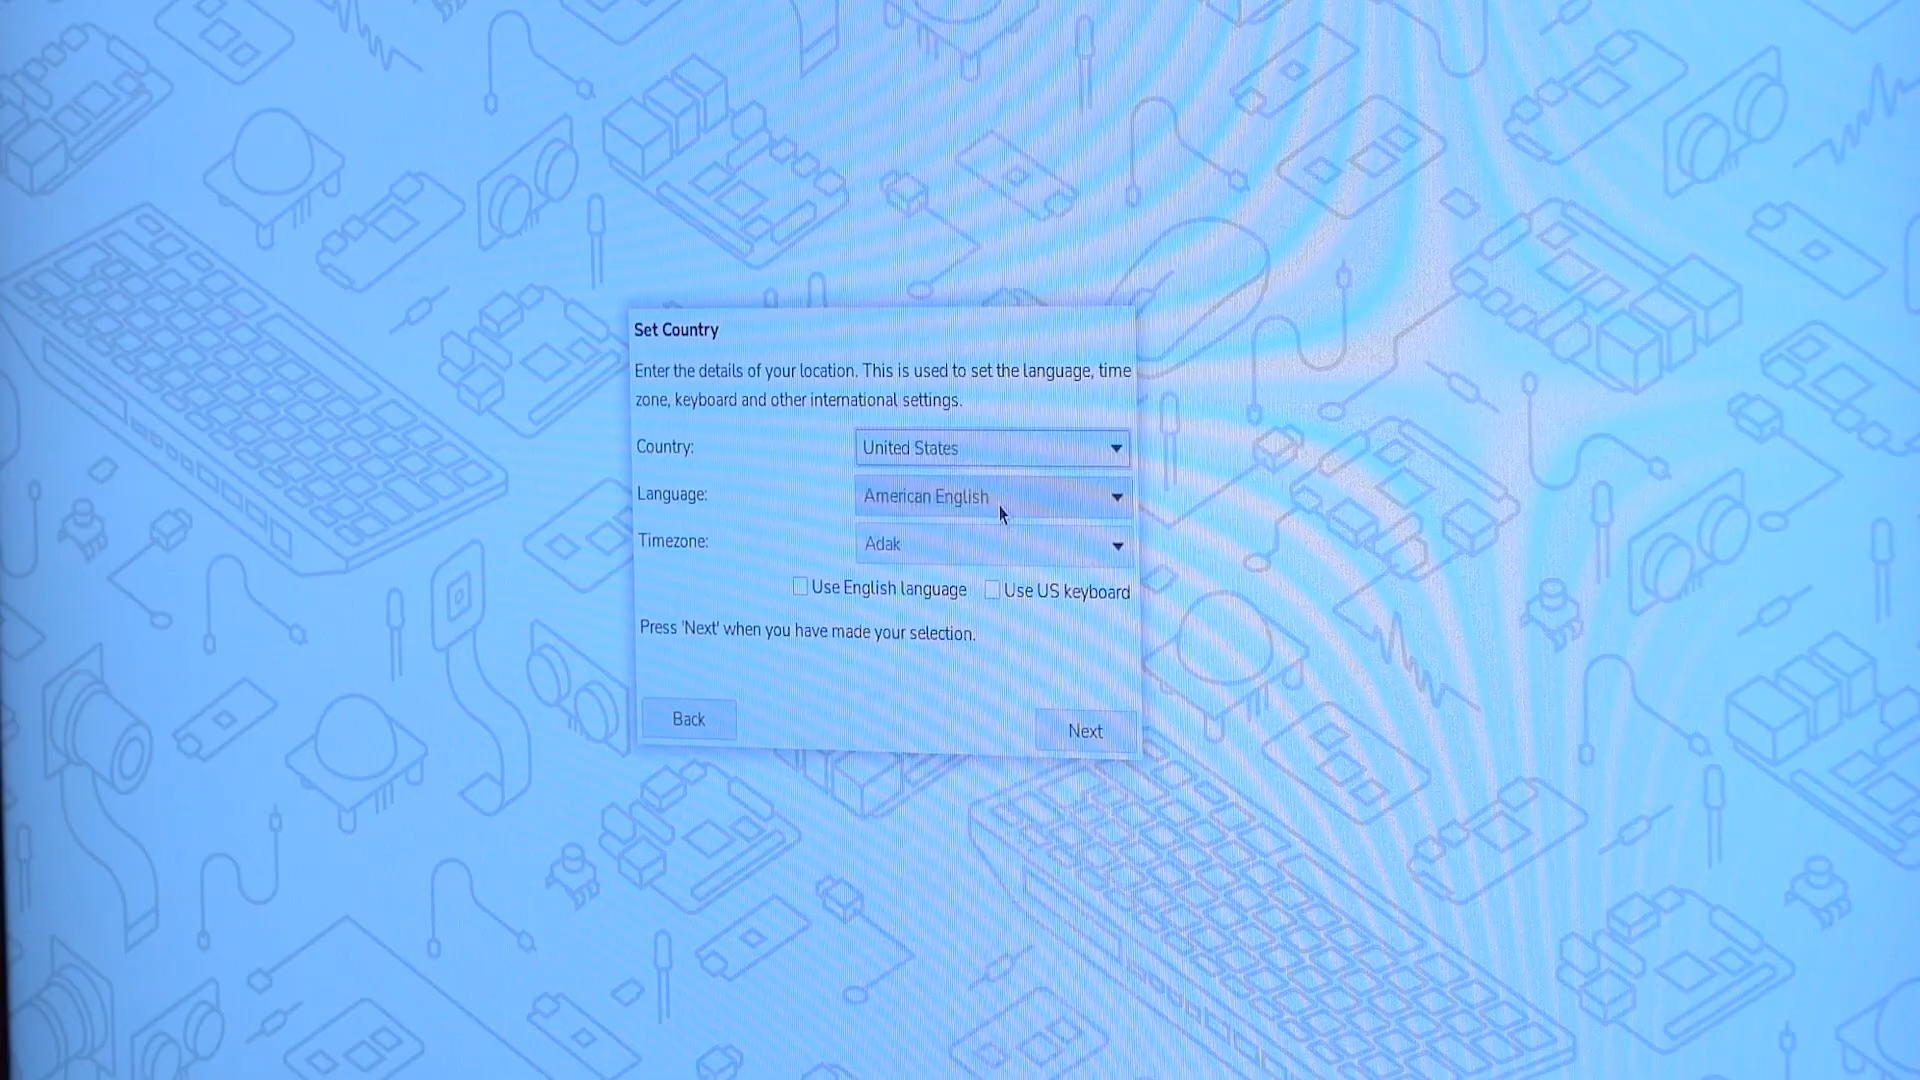 Set Country
Enter the details of your location. This is used to set the language, time
zone, keyboard and other international settings.
Country: United States
Language: American English
Timezone: Adak
Use English language Use US keyboard
Press 'Next' when you have made your selection.
Back Next